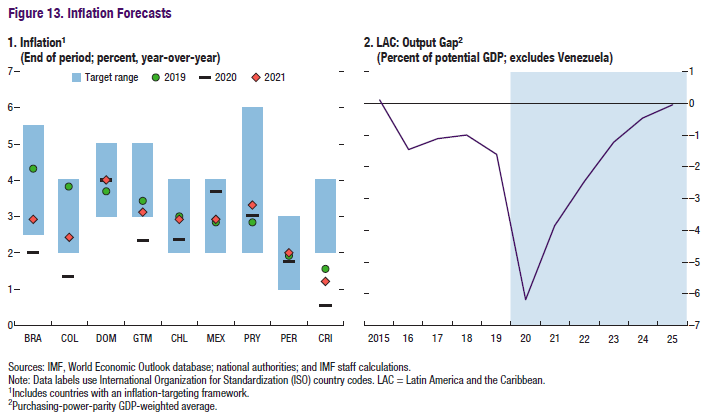 Figure 13. Inflation Forecasts
1. Inflation¹
(End of period; percent, year-over-year)
7
6
5
4
3
2
1
0
Target range 2019 2020 2021
BRA COL DOM GTM CHL MEX PRY PER CRI
2. LAC: Output Gap²
(Percent of potential GDP; excludes Venezuela)
1
0
–1
–2
–3
–4
–5
–6
–7
2015 16 17 18 19 20 21 22 23 24 25
Sources: IMF, World Economic Outlook database; national authorities; and IMF staff calculations.
Note: Data labels use International Organization for Standardization (ISO) country codes. LAC = Latin America and the Caribbean.
¹Includes countries with an inflation-targeting framework.
²Purchasing-power-parity GDP-weighted average.